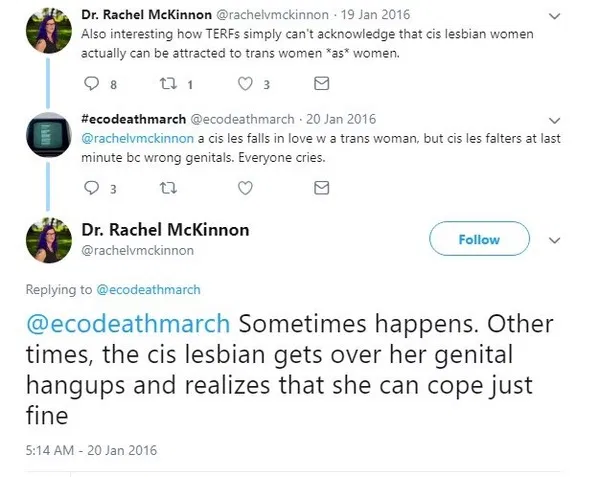 Dr. Rachel McKinnon @rachelvmckinnon · 19 Jan 2016
Also interesting how TERFs simply can't acknowledge that cis lesbian women
actually can be attracted to trans women *as* women.
8 1 3
#ecodeathmarch @ecodeathmarch · 20 Jan 2016
@rachelvmckinnon a cis les falls in love w a trans woman, but cis les falters at last
minute bc wrong genitals. Everyone cries.
3
Dr. Rachel McKinnon
@rachelvmckinnon
Follow
Replying to @ecodeathmarch
@ecodeathmarch Sometimes happens. Other
times, the cis lesbian gets over her genital
hangups and realizes that she can cope just
fine
5:14 AM - 20 Jan 2016